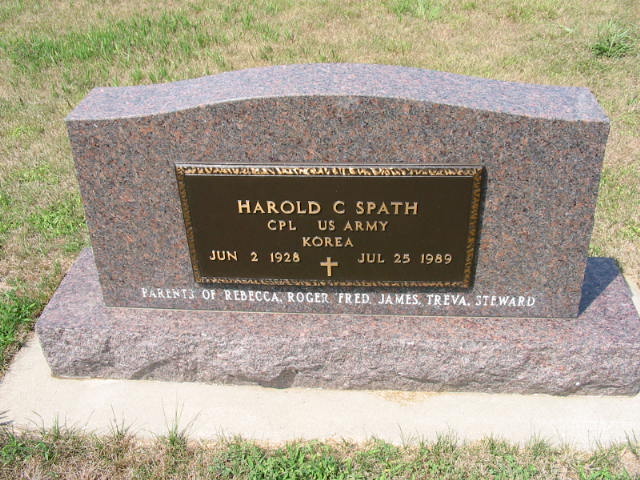 HAROLD C SPATH
CPL US ARMY
KOREA
JUN 2 1928 JUL 25 1989
PARENTS OF REBECCA, ROGER, FRED, JAMES, TREVA, STEWARD